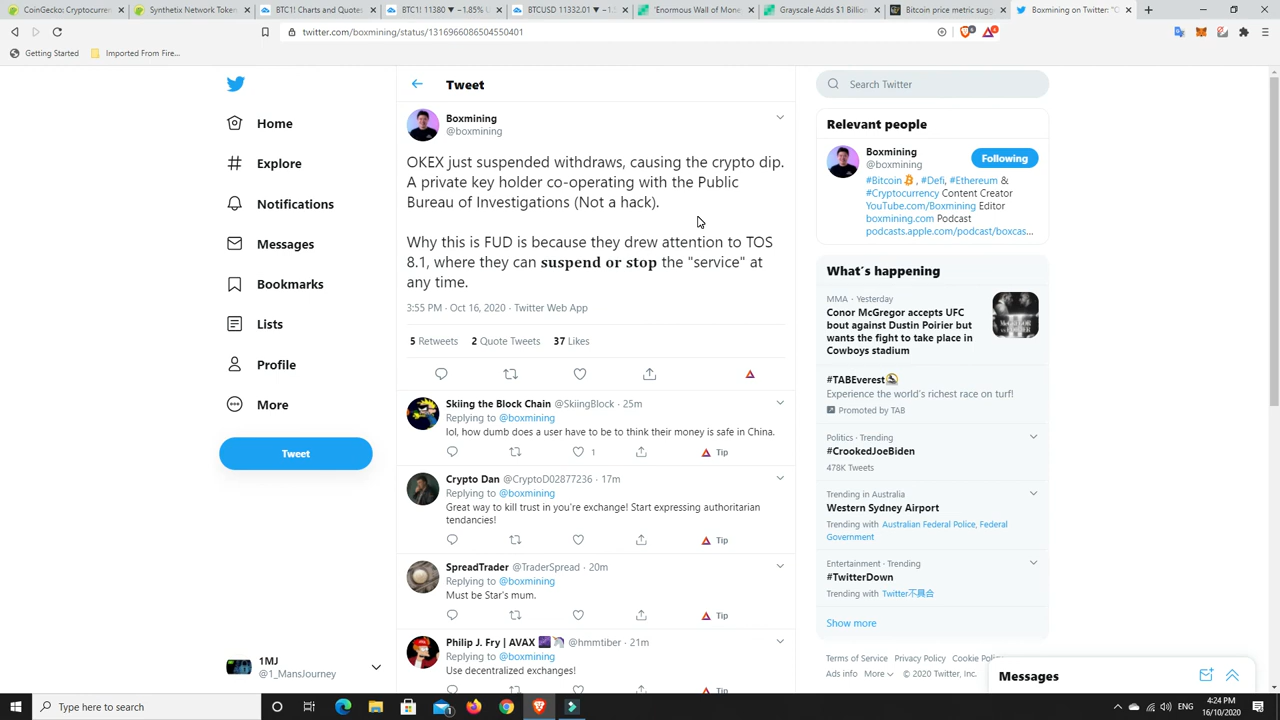 CoinGecko: Cryptocurrenc
Synthetix Network Token
BTC1! Charts and Quotes
BTC1! 11380 ▼ −1.85% U
BTCUSD 11332.01 ▼ −1.
'Enormous Wall of Money
Grayscale Adds $1 Billion
Bitcoin price metric sugg
Boxmining on Twitter: "O
twitter.com/boxmining/status/1316966086504550401
Getting Started
Imported From Fire...
Home
Explore
Notifications
Messages
Bookmarks
Lists
Profile
More
Tweet
1MJ
@1_MansJourney
Tweet
Boxmining
@boxmining
OKEX just suspended withdraws, causing the crypto dip.
A private key holder co-operating with the Public
Bureau of Investigations (Not a hack).
Why this is FUD is because they drew attention to TOS
8.1, where they can suspend or stop the "service" at
any time.
3:55 PM · Oct 16, 2020 · Twitter Web App
5 Retweets 2 Quote Tweets 37 Likes
Skiing the Block Chain @SkiingBlock · 25m
Replying to @boxmining
lol, how dumb does a user have to be to think their money is safe in China.
1
Tip
Crypto Dan @CryptoD02877236 · 17m
Replying to @boxmining
Great way to kill trust in you're exchange! Start expressing authoritarian
tendancies!
Tip
SpreadTrader @TraderSpread · 20m
Replying to @boxmining
Must be Star's mum.
Tip
Philip J. Fry | AVAX @hmmtiber · 21m
Replying to @boxmining
Use decentralized exchanges!
Tip
Search Twitter
Relevant people
Boxmining
@boxmining
Following
#Bitcoin, #Defi, #Ethereum &
#Cryptocurrency Content Creator
YouTube.com/Boxmining Editor
boxmining.com Podcast
podcasts.apple.com/podcast/boxcas...
What's happening
MMA · Yesterday
Conor McGregor accepts UFC
bout against Dustin Poirier but
wants the fight to take place in
Cowboys stadium
#TABEverest
Experience the world's richest race on turf!
Promoted by TAB
Politics · Trending
#CrookedJoeBiden
478K Tweets
Trending in Australia
Western Sydney Airport
Trending with Australian Federal Police, Federal
Government
Entertainment · Trending
#TwitterDown
Trending with Twitter不具合
Show more
Terms of Service Privacy Policy Cookie Policy
Ads info More © 2020 Twitter, Inc.
Messages
Type here to search
4:24 PM
16/10/2020